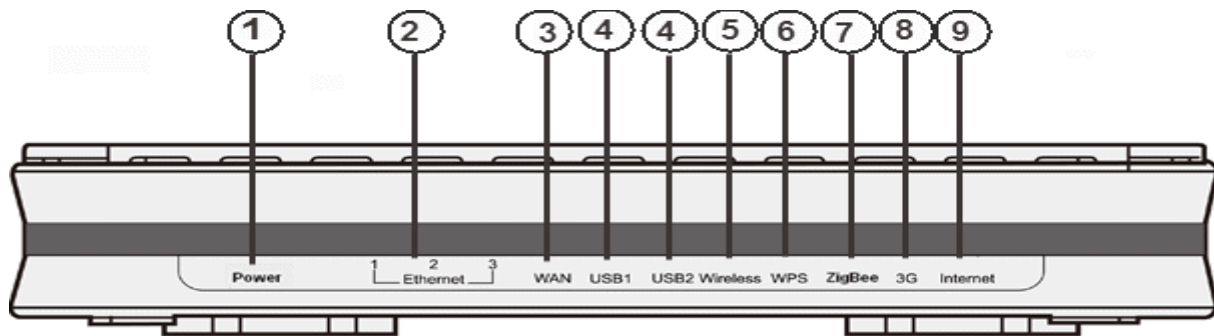 1 2 3 4 4 5 6 7 8 9
1 2 3
Power Ethernet WAN USB1 USB2 Wireless WPS ZigBee 3G Internet